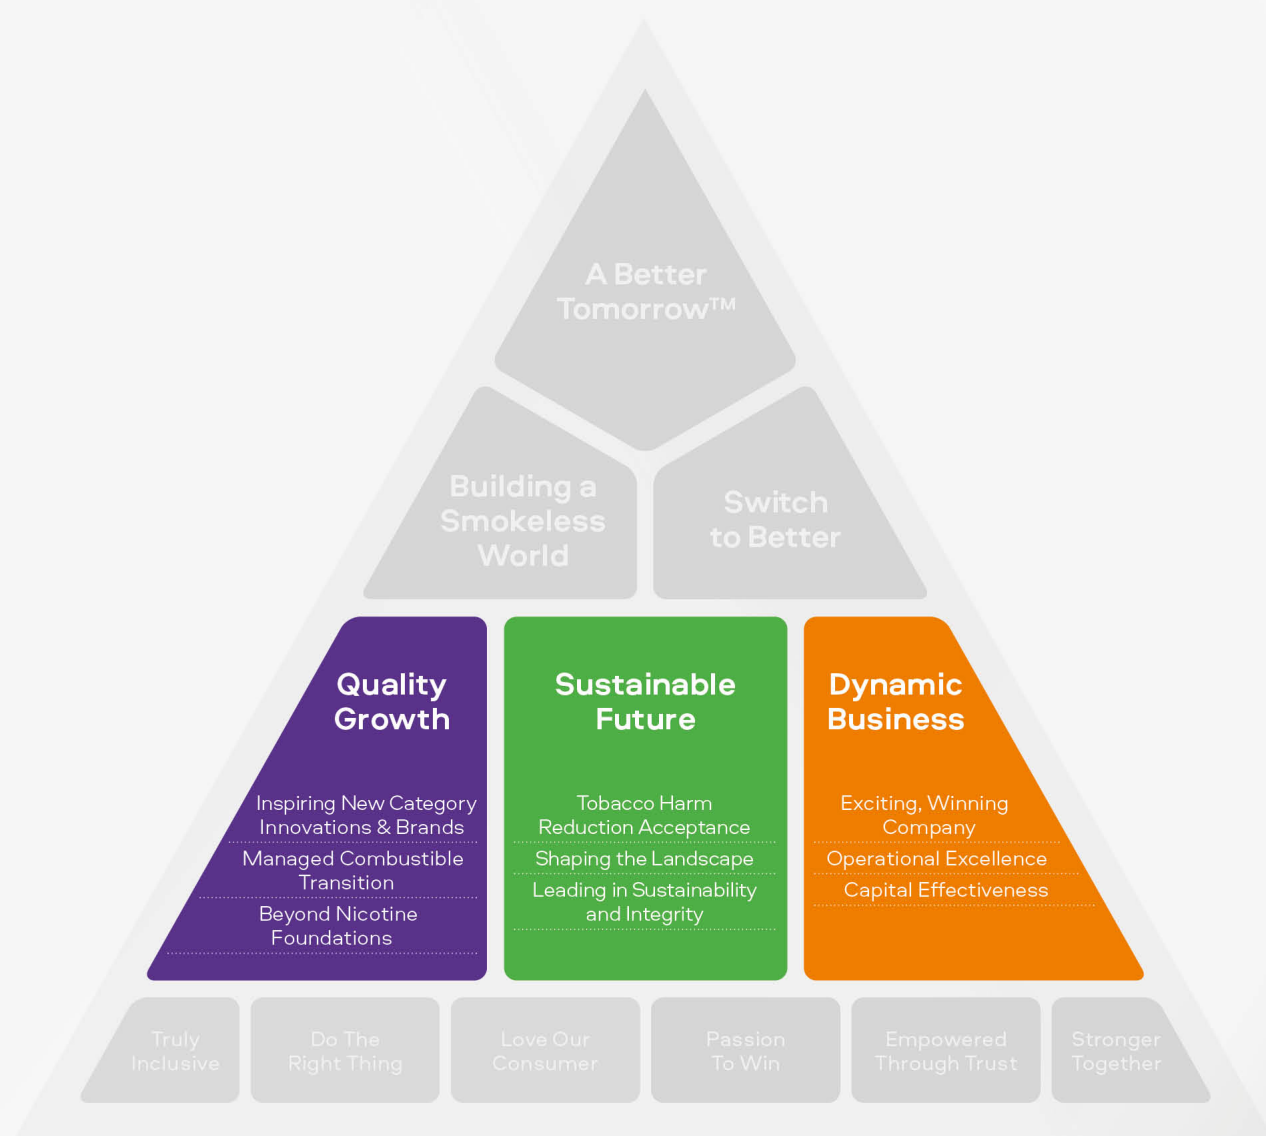 A Better
Tomorrow™
Building a
Smokeless
World
Switch
to Better
Quality
Growth
Inspiring New Category
Innovations & Brands
Managed Combustible
Transition
Beyond Nicotine
Foundations
Sustainable
Future
Tobacco Harm
Reduction Acceptance
Shaping the Landscape
Leading in Sustainability
and Integrity
Dynamic
Business
Exciting, Winning
Company
Operational Excellence
Capital Effectiveness
Truly
Inclusive
Do The
Right Thing
Love Our
Consumer
Passion
To Win
Empowered
Through Trust
Stronger
Together